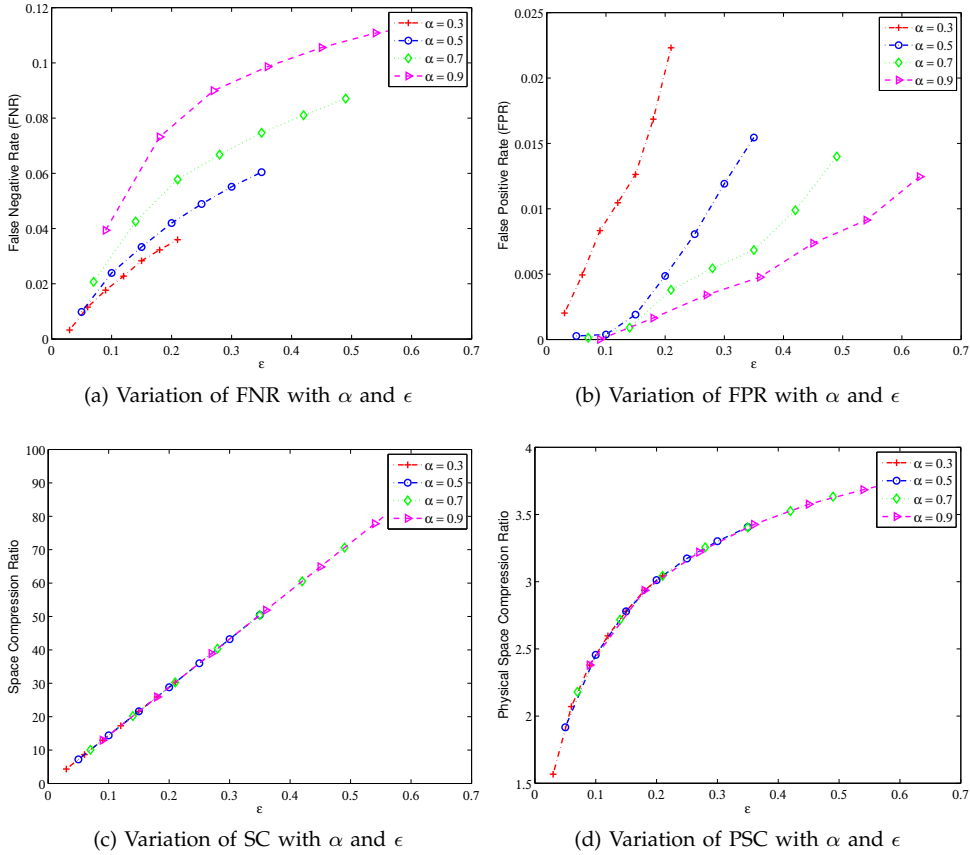 0.12
0.1
0.08
0.06
0.04
0.02
0
False Negative Rate (FNR)
α = 0.3
α = 0.5
α = 0.7
α = 0.9
0.1 0.2 0.3 0.4 0.5 0.6 0.7
ε
(a) Variation of FNR with α and ϵ
0.025
0.02
0.015
0.01
0.005
0
False Positive Rate (FPR)
α = 0.3
α = 0.5
α = 0.7
α = 0.9
0 0.1 0.2 0.3 0.4 0.5 0.6 0.7
ε
(b) Variation of FPR with α and ϵ
100
90
80
70
60
50
40
30
20
10
0
Space Compression Ratio
α = 0.3
α = 0.5
α = 0.7
α = 0.9
0 0.1 0.2 0.3 0.4 0.5 0.6 0.7
ε
(c) Variation of SC with α and ϵ
4
3.5
3
2.5
2
1.5
Physical Space Compression Ratio
α = 0.3
α = 0.5
α = 0.7
α = 0.9
0 0.1 0.2 0.3 0.4 0.5 0.6 0.7
ε
(d) Variation of PSC with α and ϵ